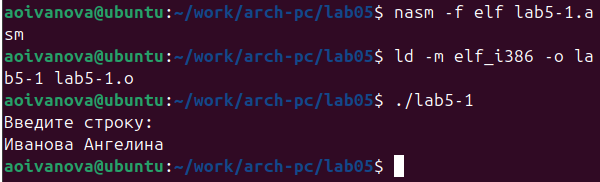 aoivanova@ubuntu:~/work/arch-pc/lab05$ nasm -f elf lab5-1.a
sm
aoivanova@ubuntu:~/work/arch-pc/lab05$ ld -m elf_i386 -o la
b5-1 lab5-1.o
aoivanova@ubuntu:~/work/arch-pc/lab05$ ./lab5-1
Введите строку:
Иванова Ангелина
aoivanova@ubuntu:~/work/arch-pc/lab05$